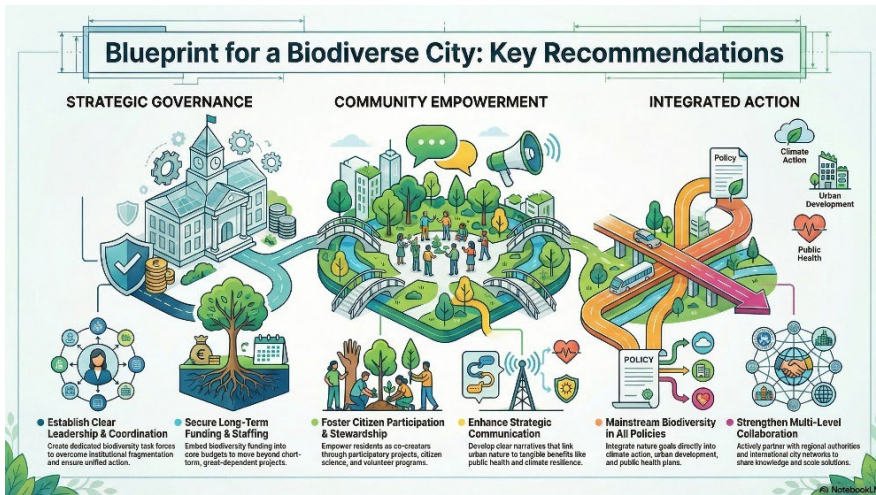 Blueprint for a Biodiverse City: Key Recommendations
STRATEGIC GOVERNANCE
COMMUNITY EMPOWERMENT
INTEGRATED ACTION
Policy
Climate
Action
Urban
Development
Public
Health
POLICY
Establish Clear
Leadership & Coordination
Create dedicated biodiversity task forces
to overcome institutional fragmentation
and ensure unified action.
Secure Long-Term
Funding & Staffing
Embed biodiversity funding into
core budgets to move beyond chort-
torm, great-dependent projects.
Foster Citizen Participation
& Stewardship
Empower residents as co-creators
through participatory projects, citizen
science, and volunteer programs.
Enhance Strategic
Communication
Develop clear narratives that link
urban nature to tangible benefits like
public health and climate resilience.
Mainstream Biodiversity
in All Policies
Integrate nature goals directly into
climate action, urban development,
and public health plans.
Strengthen Multi-Level
Collaboration
Actively partner with regional authorities
and international city networks to
share knowledge and scale solutions.
NotebookL